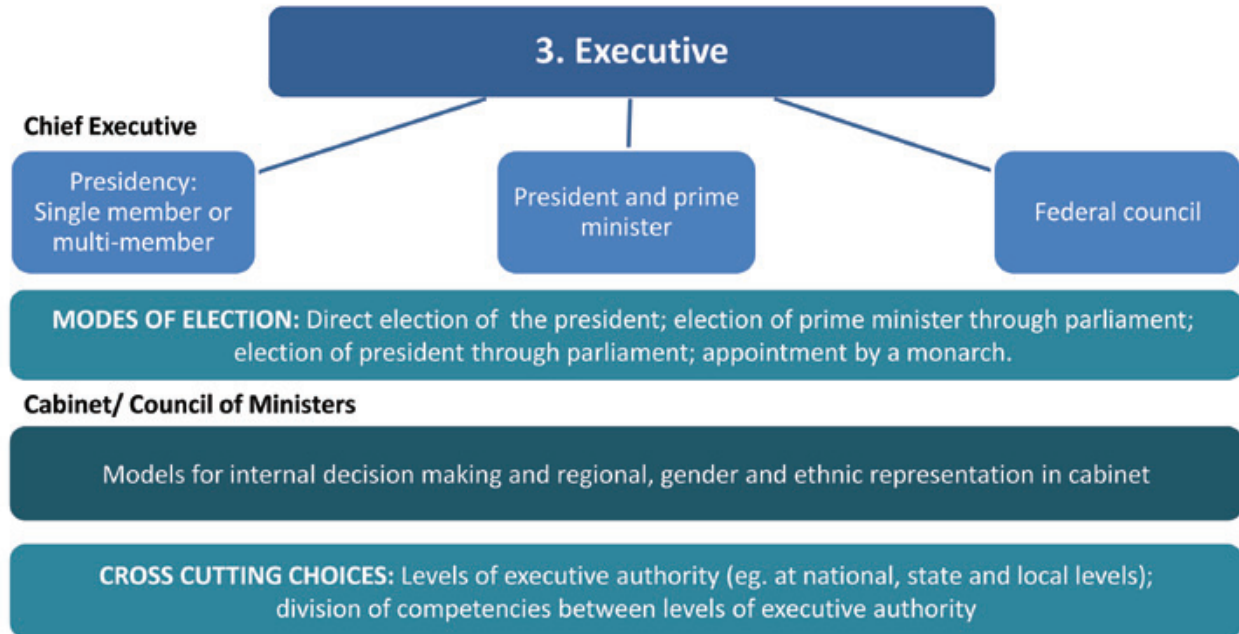 3. Executive
Chief Executive
Presidency:
Single member or
multi-member
President and prime
minister
Federal council
MODES OF ELECTION: Direct election of the president; election of prime minister through parliament;
election of president through parliament; appointment by a monarch.
Cabinet/ Council of Ministers
Models for internal decision making and regional, gender and ethnic representation in cabinet
CROSS CUTTING CHOICES: Levels of executive authority (eg. at national, state and local levels);
division of competencies between levels of executive authority